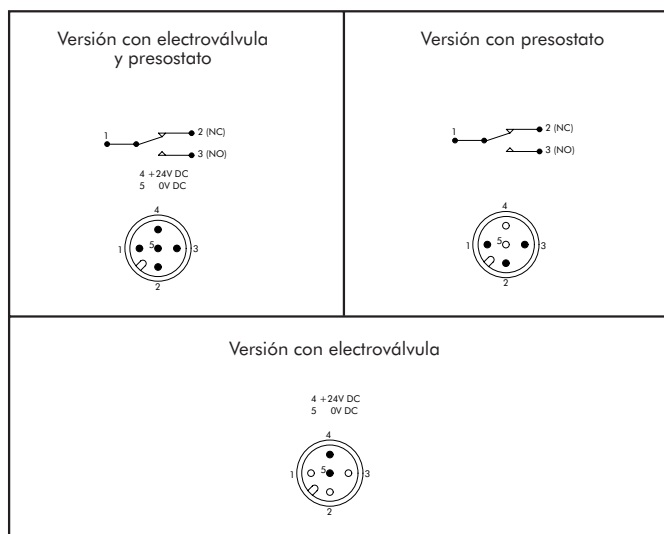 Versión con electroválvula
y presostato
1
2 (NC)
3 (NO)
4 +24V DC
5 0V DC
4
1 5 3
2
Versión con presostato
1
2 (NC)
3 (NO)
4
1 5 3
2
Versión con electroválvula
4 +24V DC
5 0V DC
4
1 5 3
2